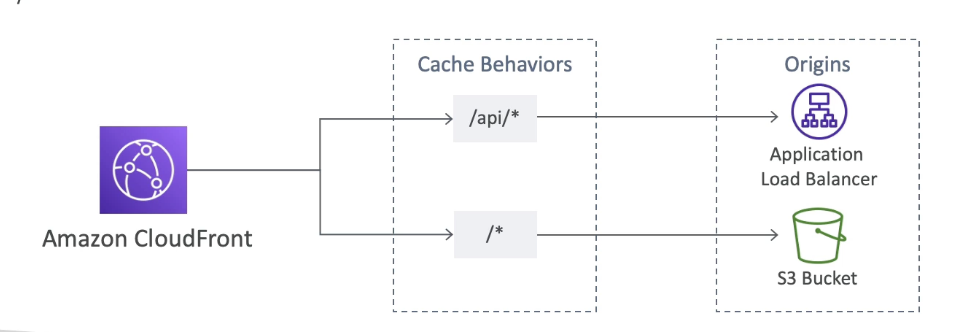 Cache Behaviors
Origins
/api/*
Application
Load Balancer
Amazon CloudFront
/*
S3 Bucket